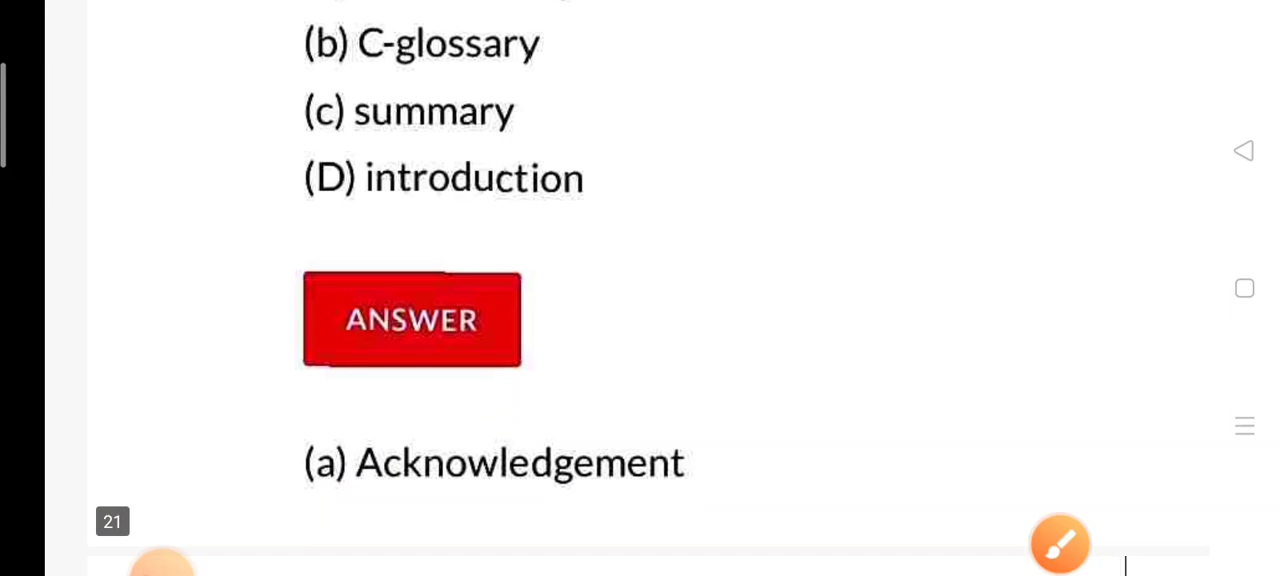 (b) C-glossary
(c) summary
(D) introduction
ANSWER
(a) Acknowledgement
21